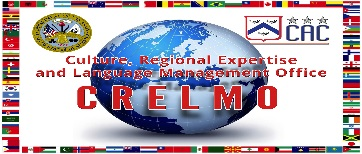 CAC
Culture, Regional Expertise
and Language Management Office
CRELMO